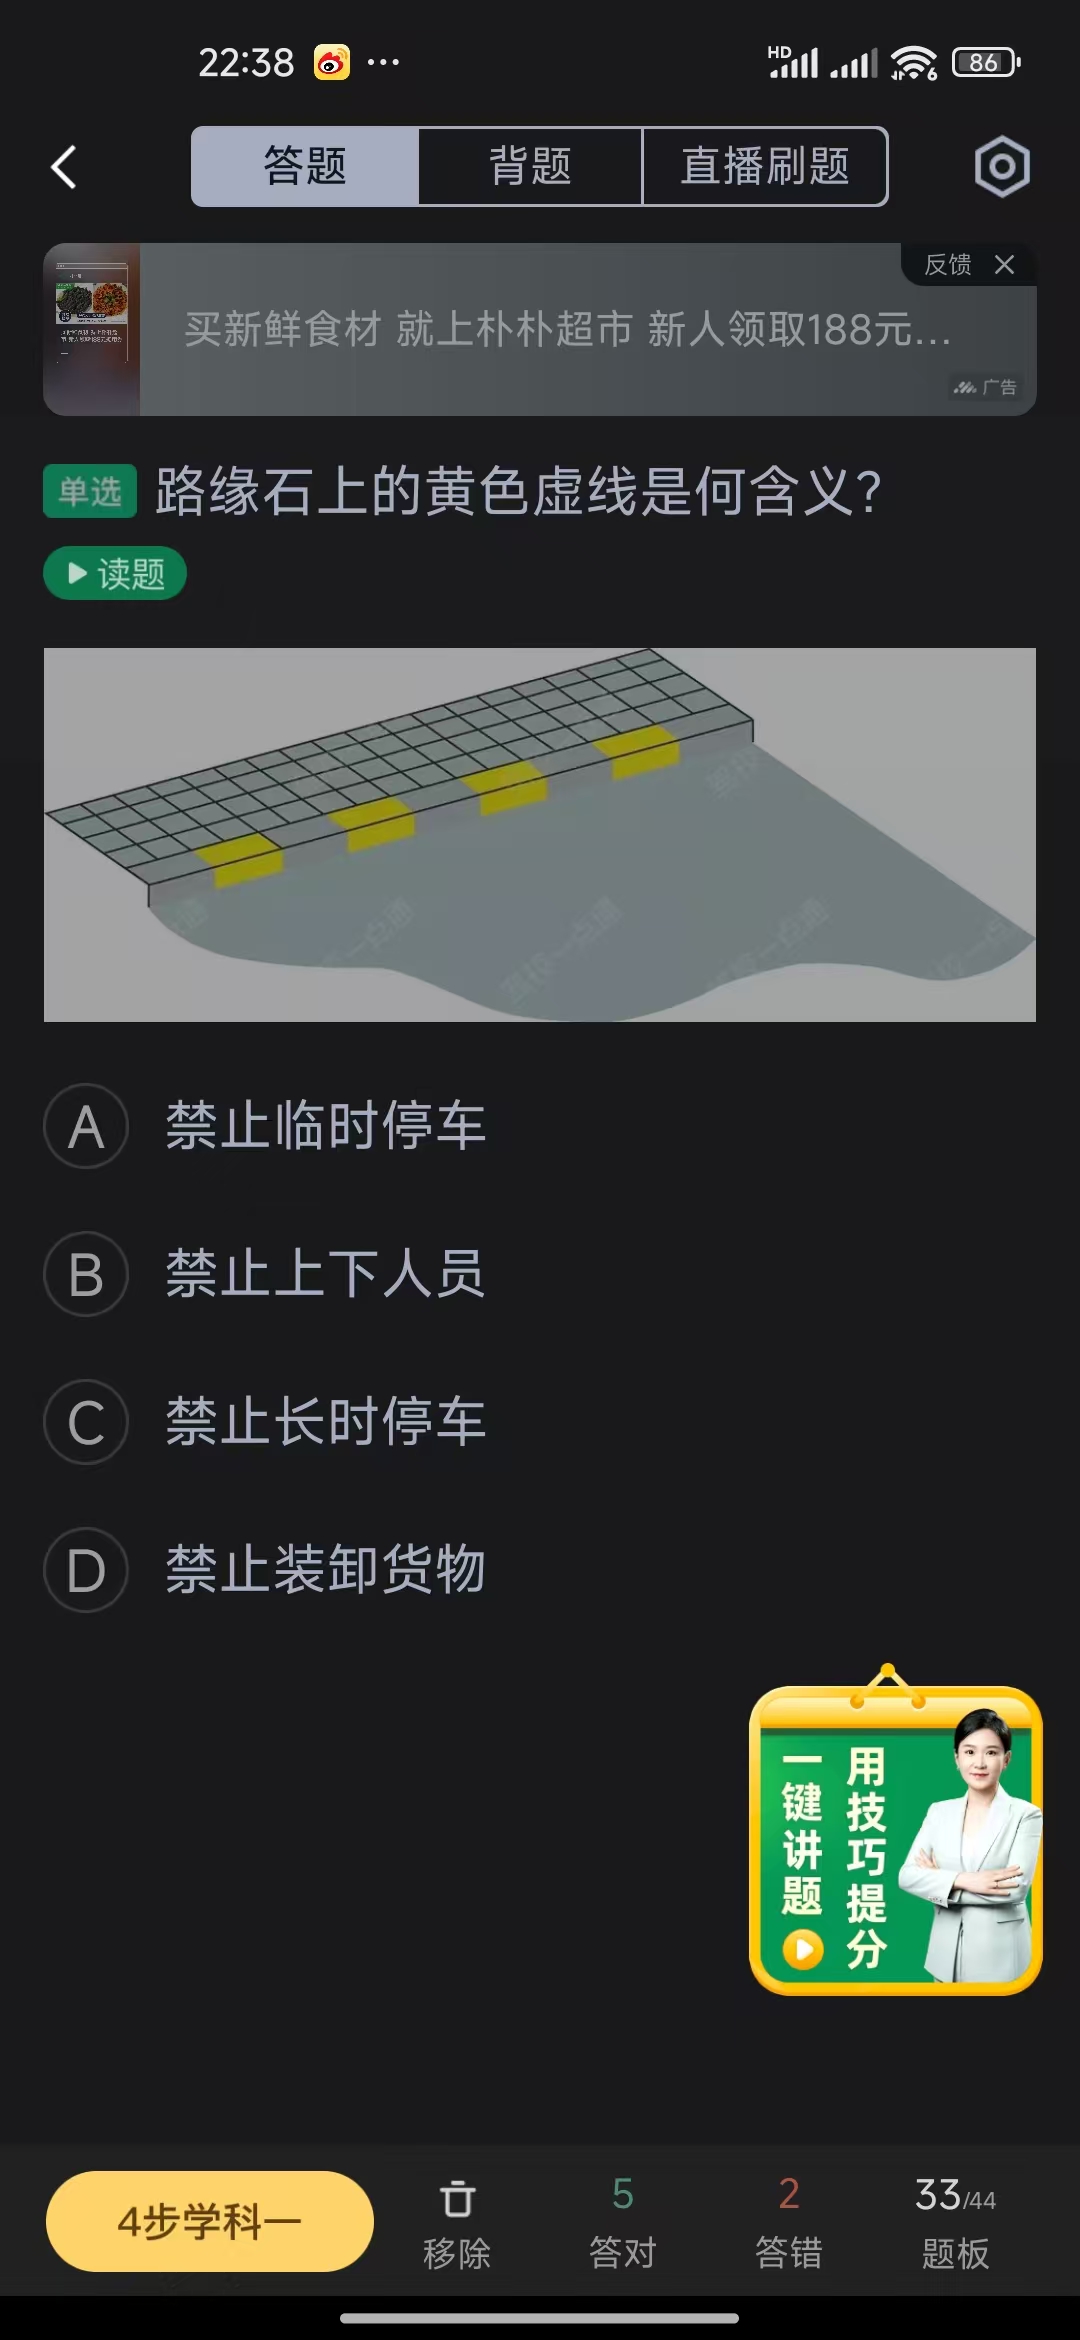 22:38 ...
HD 6 86
答题 背题 直播刷题
反馈
买新鲜食材 就上朴朴超市 新人领取188元...
广告
单选 路缘石上的黄色虚线是何含义?
读题
A 禁止临时停车
B 禁止上下人员
C 禁止长时停车
D 禁止装卸货物
一键讲题
用技巧提分
4步学科一
移除
5
答对
2
答错
33/44
题板